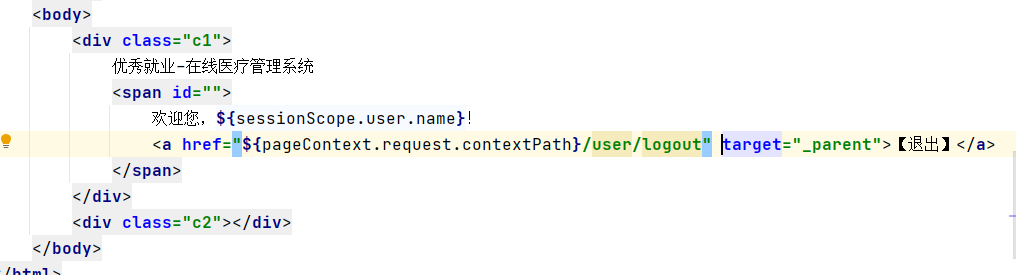 <body>
<div class="c1">
优秀就业-在线医疗管理系统
<span id="">
欢迎您，${sessionScope.user.name}！
<a href="${pageContext.request.contextPath}/user/logout" target="_parent">【退出】</a>
</span>
</div>
<div class="c2"></div>
</body>
</html>